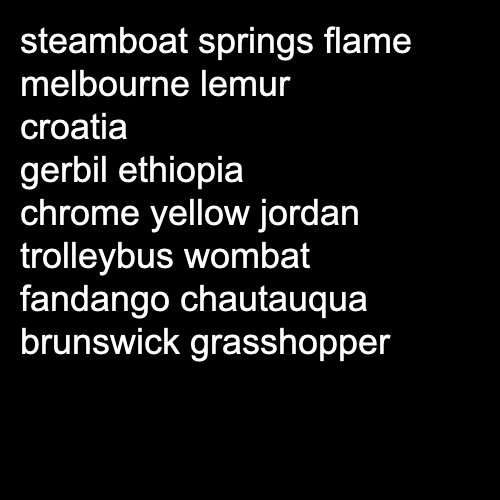 steamboat springs flame
melbourne lemur
croatia
gerbil ethiopia
chrome yellow jordan
trolleybus wombat
fandango chautauqua
brunswick grasshopper